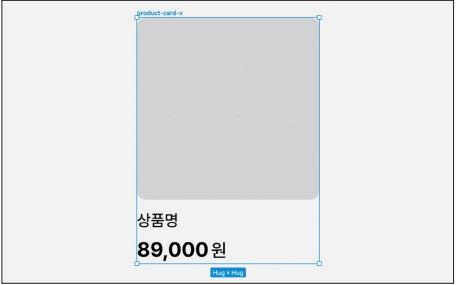 product-card-v
상품명
89,000 원
Hug × Hug